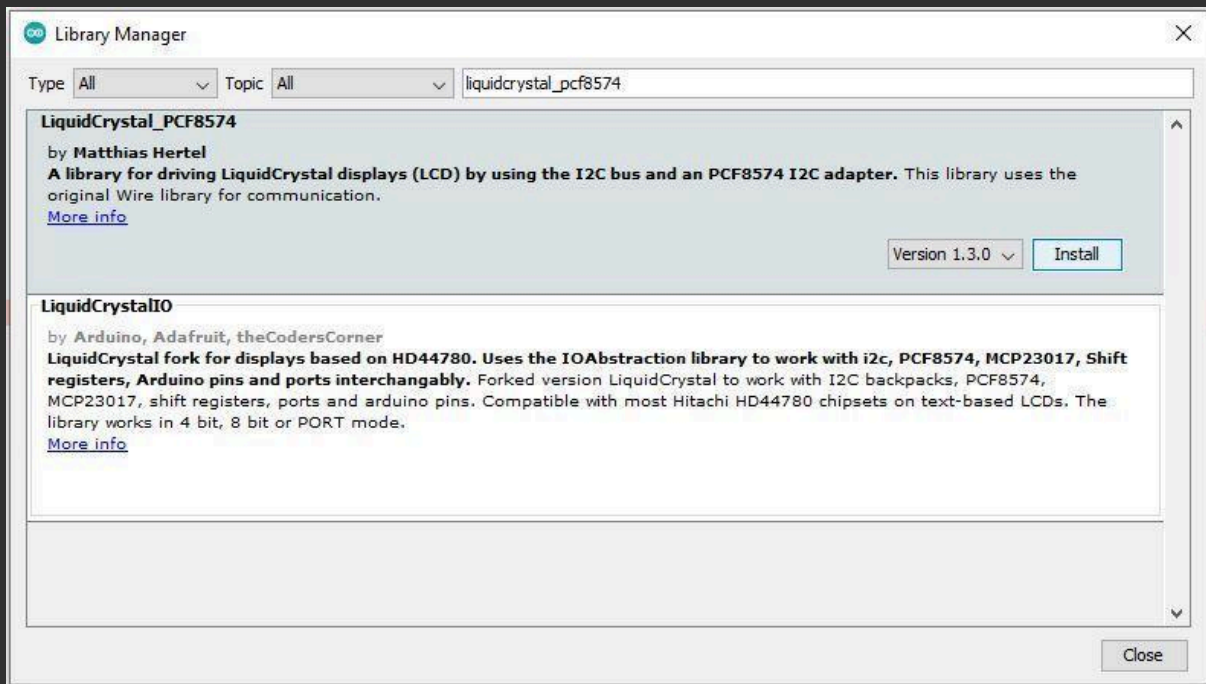 Library Manager
Type All Topic All liquidcrystal_pcf8574
LiquidCrystal_PCF8574
by Matthias Hertel
A library for driving LiquidCrystal displays (LCD) by using the I2C bus and an PCF8574 I2C adapter. This library uses the
original Wire library for communication.
More info
Version 1.3.0 Install
LiquidCrystalIO
by Arduino, Adafruit, theCodersCorner
LiquidCrystal fork for displays based on HD44780. Uses the IOAbstraction library to work with i2c, PCF8574, MCP23017, Shift
registers, Arduino pins and ports interchangably. Forked version LiquidCrystal to work with I2C backpacks, PCF8574,
MCP23017, shift registers, ports and arduino pins. Compatible with most Hitachi HD44780 chipsets on text-based LCDs. The
library works in 4 bit, 8 bit or PORT mode.
More info
Close